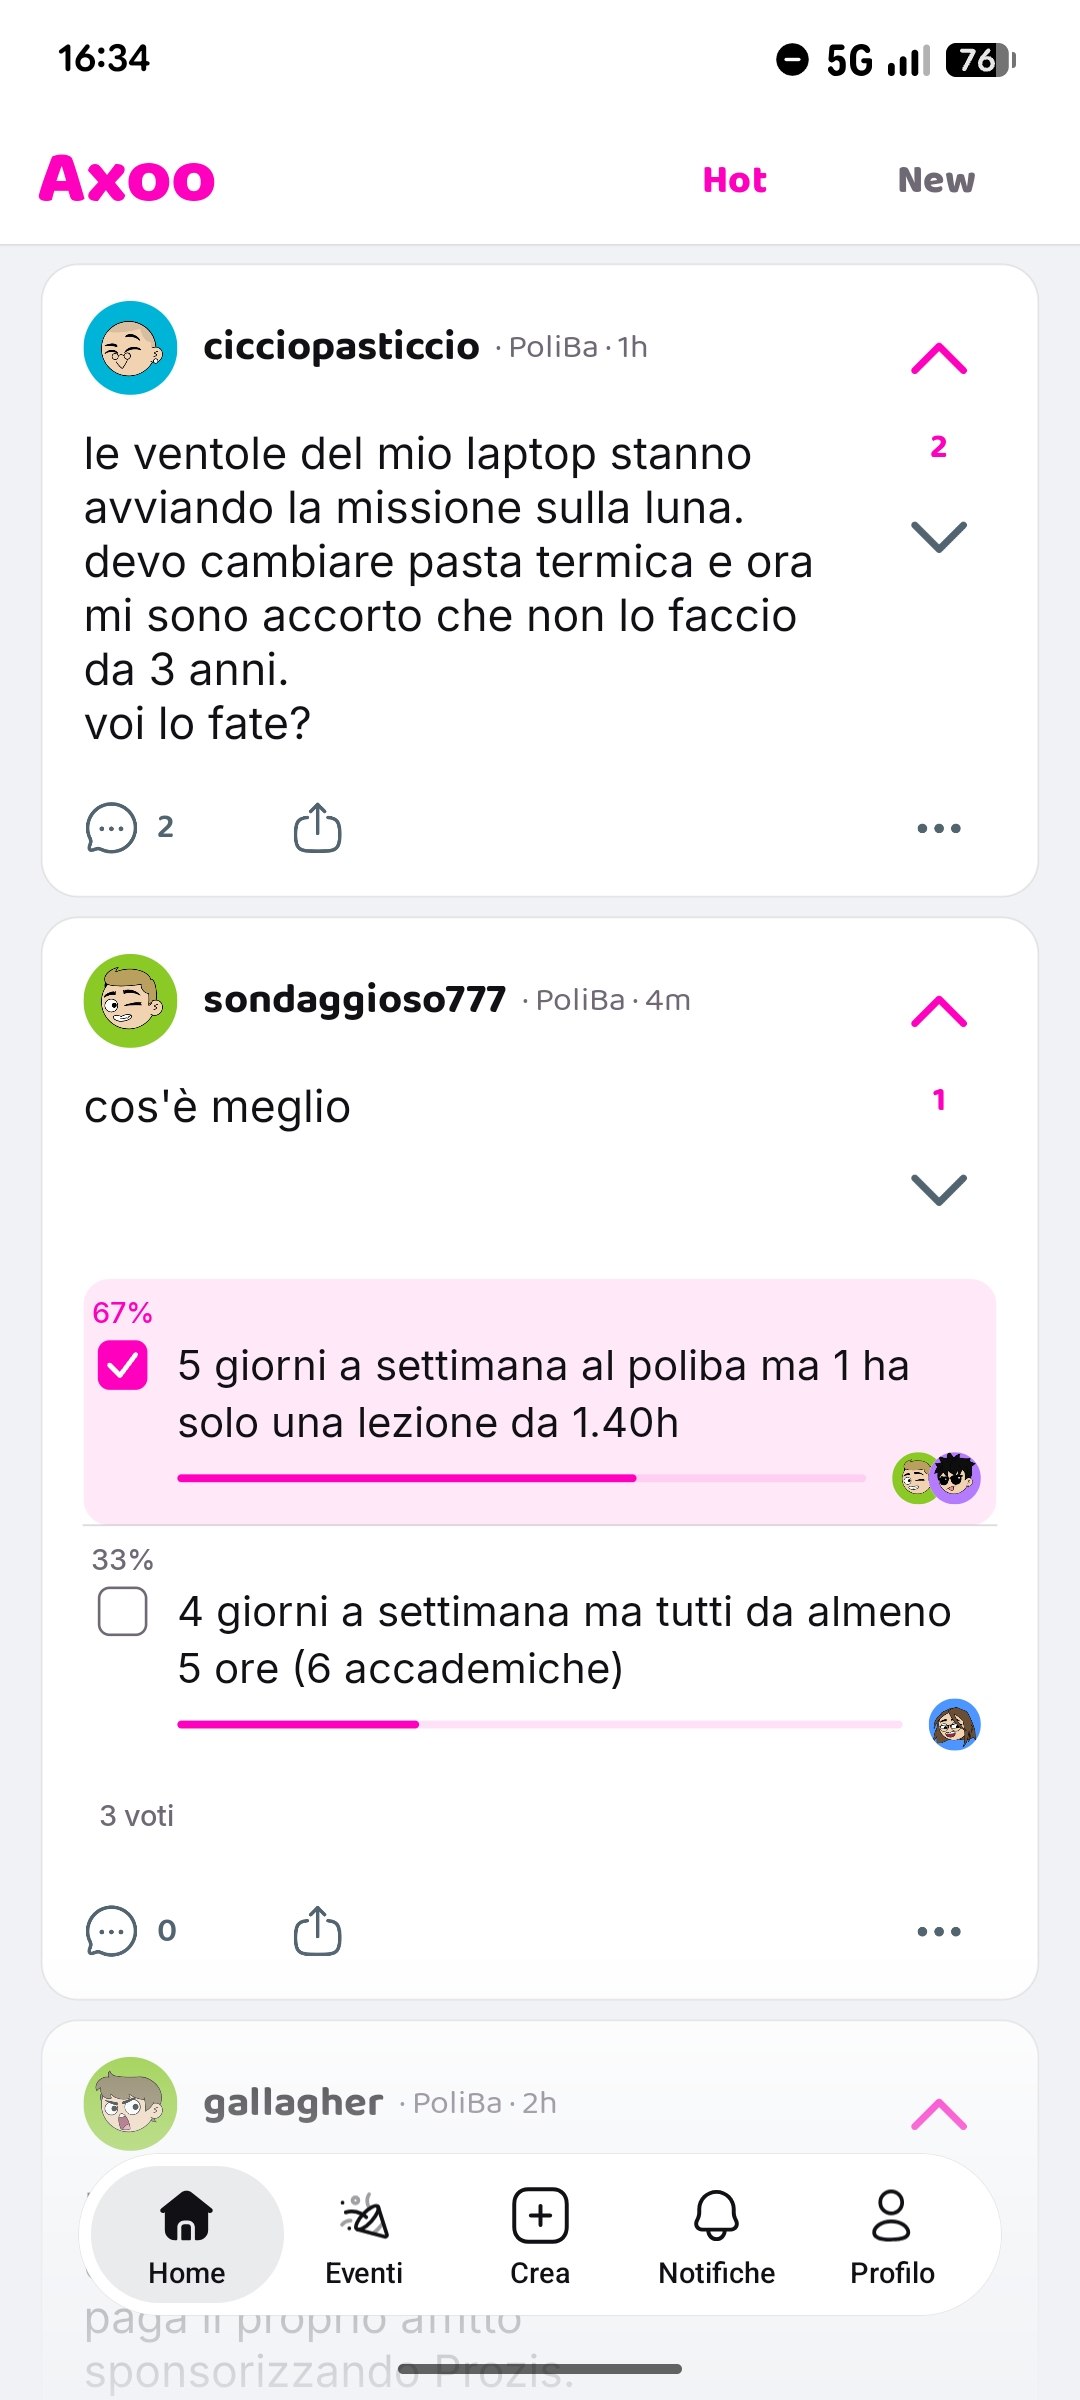 16:34
5G
76
Axoo
Hot
New
cicciopasticcio · PoliBa · 1h
2
le ventole del mio laptop stanno
avviando la missione sulla luna.
devo cambiare pasta termica e ora
mi sono accorto che non lo faccio
da 3 anni.
voi lo fate?
2
sondaggioso777 · PoliBa · 4m
1
cos'è meglio
67%
5 giorni a settimana al poliba ma 1 ha
solo una lezione da 1.40h
33%
4 giorni a settimana ma tutti da almeno
5 ore (6 accademiche)
3 voti
0
gallagher · PoliBa · 2h
Home
Eventi
Crea
Notifiche
Profilo
paga il proprio affitto
sponsorizzando Prozis.